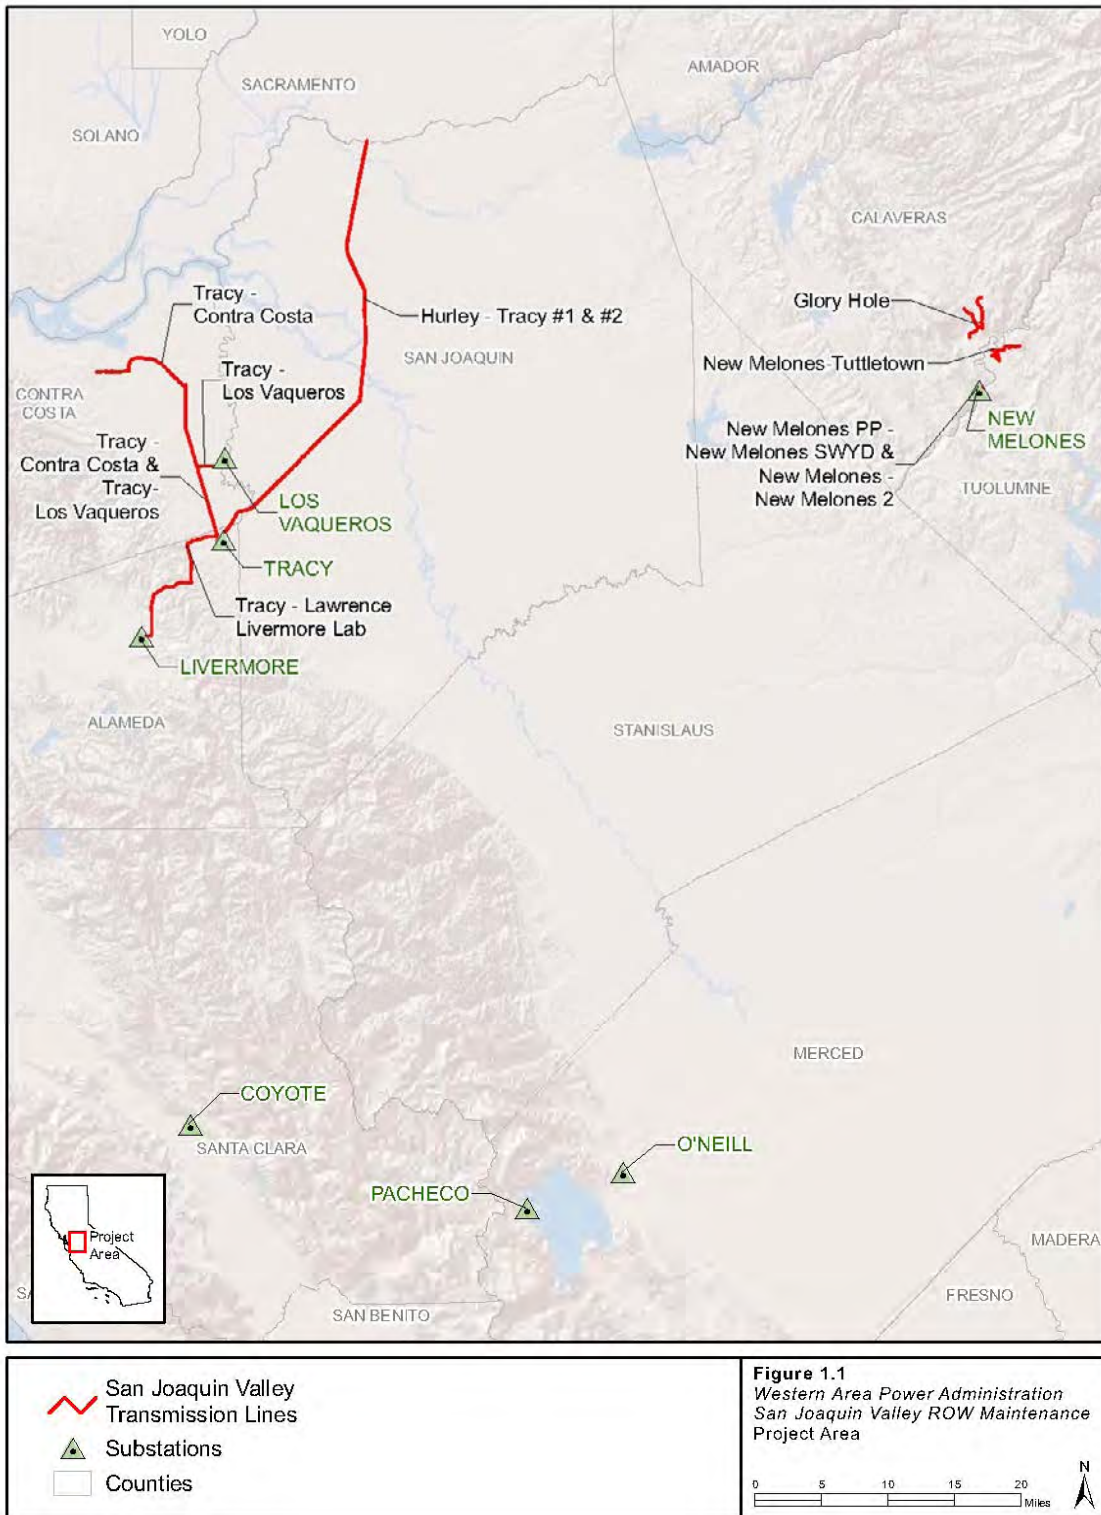 YOLO
AMADOR
SACRAMENTO
SOLANO
CALAVERAS
Tracy -
Contra Costa
Glory Hole
Hurley - Tracy #1 & #2
SAN JOAQUIN
New Melones-Tuttletown
Tracy -
Los Vaqueros
CONTRA
COSTA
NEW
MELONES
New Melones PP -
New Melones SWYD &
New Melones -
New Melones 2
Tracy -
Contra Costa &
Tracy-
Los Vaqueros
TUOLUMNE
LOS
VAQUEROS
TRACY
Tracy - Lawrence
Livermore Lab
LIVERMORE
ALAMEDA
STANISLAUS
MERCED
COYOTE
SANTA CLARA
O'NEILL
PACHECO
Project
Area
MADERA
FRESNO
SAN BENITO
San Joaquin Valley
Transmission Lines
Substations
Counties
Figure 1.1
Western Area Power Administration
San Joaquin Valley ROW Maintenance
Project Area
N
0 5 10 15 20
Miles